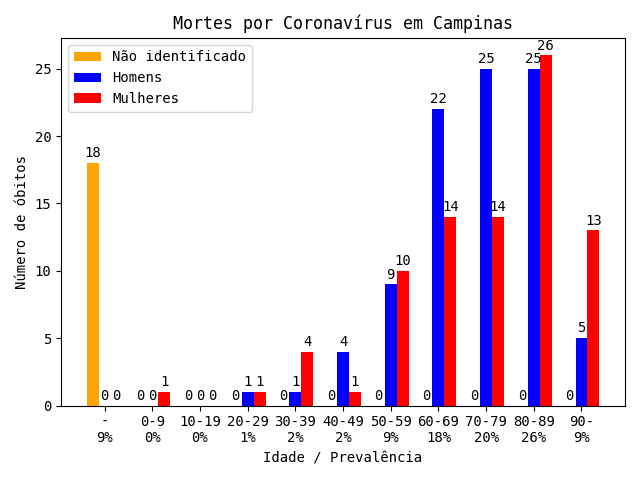 Mortes por Coronavírus em Campinas
Não identificado
Homens
Mulheres
Número de óbitos
25
20
15
10
5
0
18 0 0
0 0 1
0 0 0
0 1 1
0 1 4
0 4 1
0 9 10
0 22 14
0 25 14
0 25 26
0 5 13
- 0-9 10-19 20-29 30-39 40-49 50-59 60-69 70-79 80-89 90-
9% 0% 0% 1% 2% 2% 9% 18% 20% 26% 9%
Idade / Prevalência